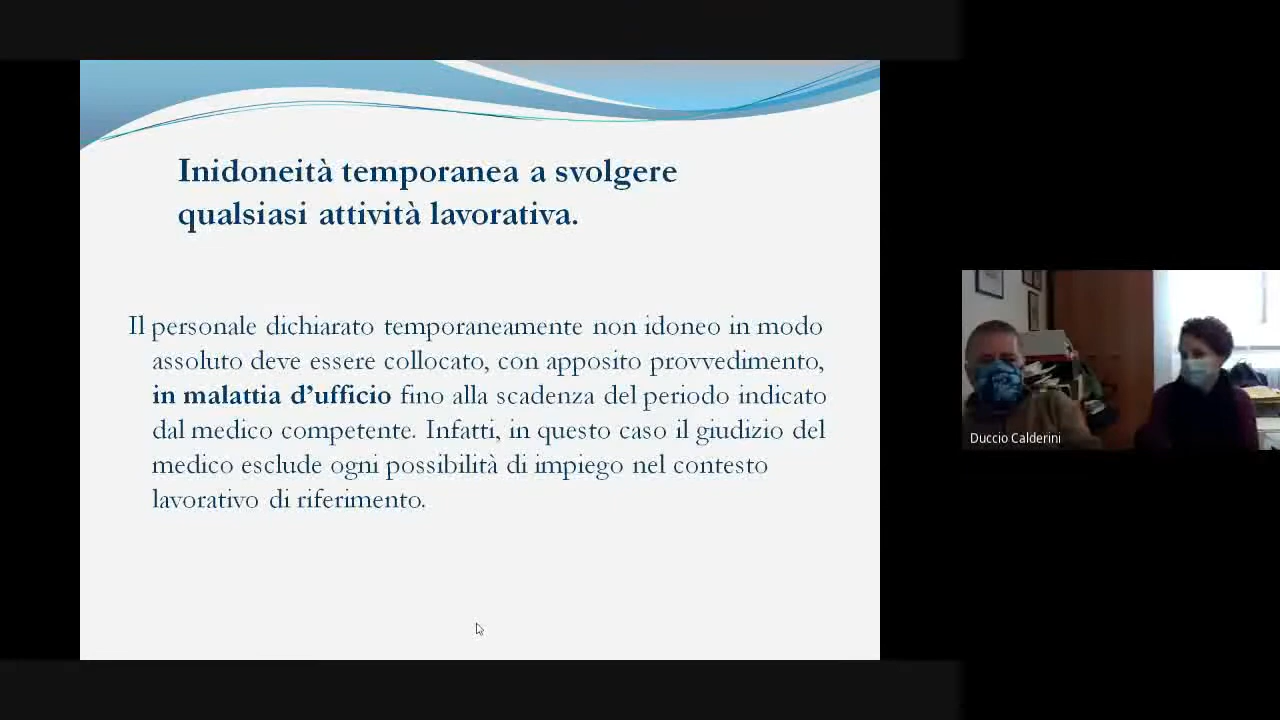 Inidoneità temporanea a svolgere
qualsiasi attività lavorativa.
Il personale dichiarato temporaneamente non idoneo in modo
assoluto deve essere collocato, con apposito provvedimento,
in malattia d’ufficio fino alla scadenza del periodo indicato
dal medico competente. Infatti, in questo caso il giudizio del
medico esclude ogni possibilità di impiego nel contesto
lavorativo di riferimento.
Duccio Calderini